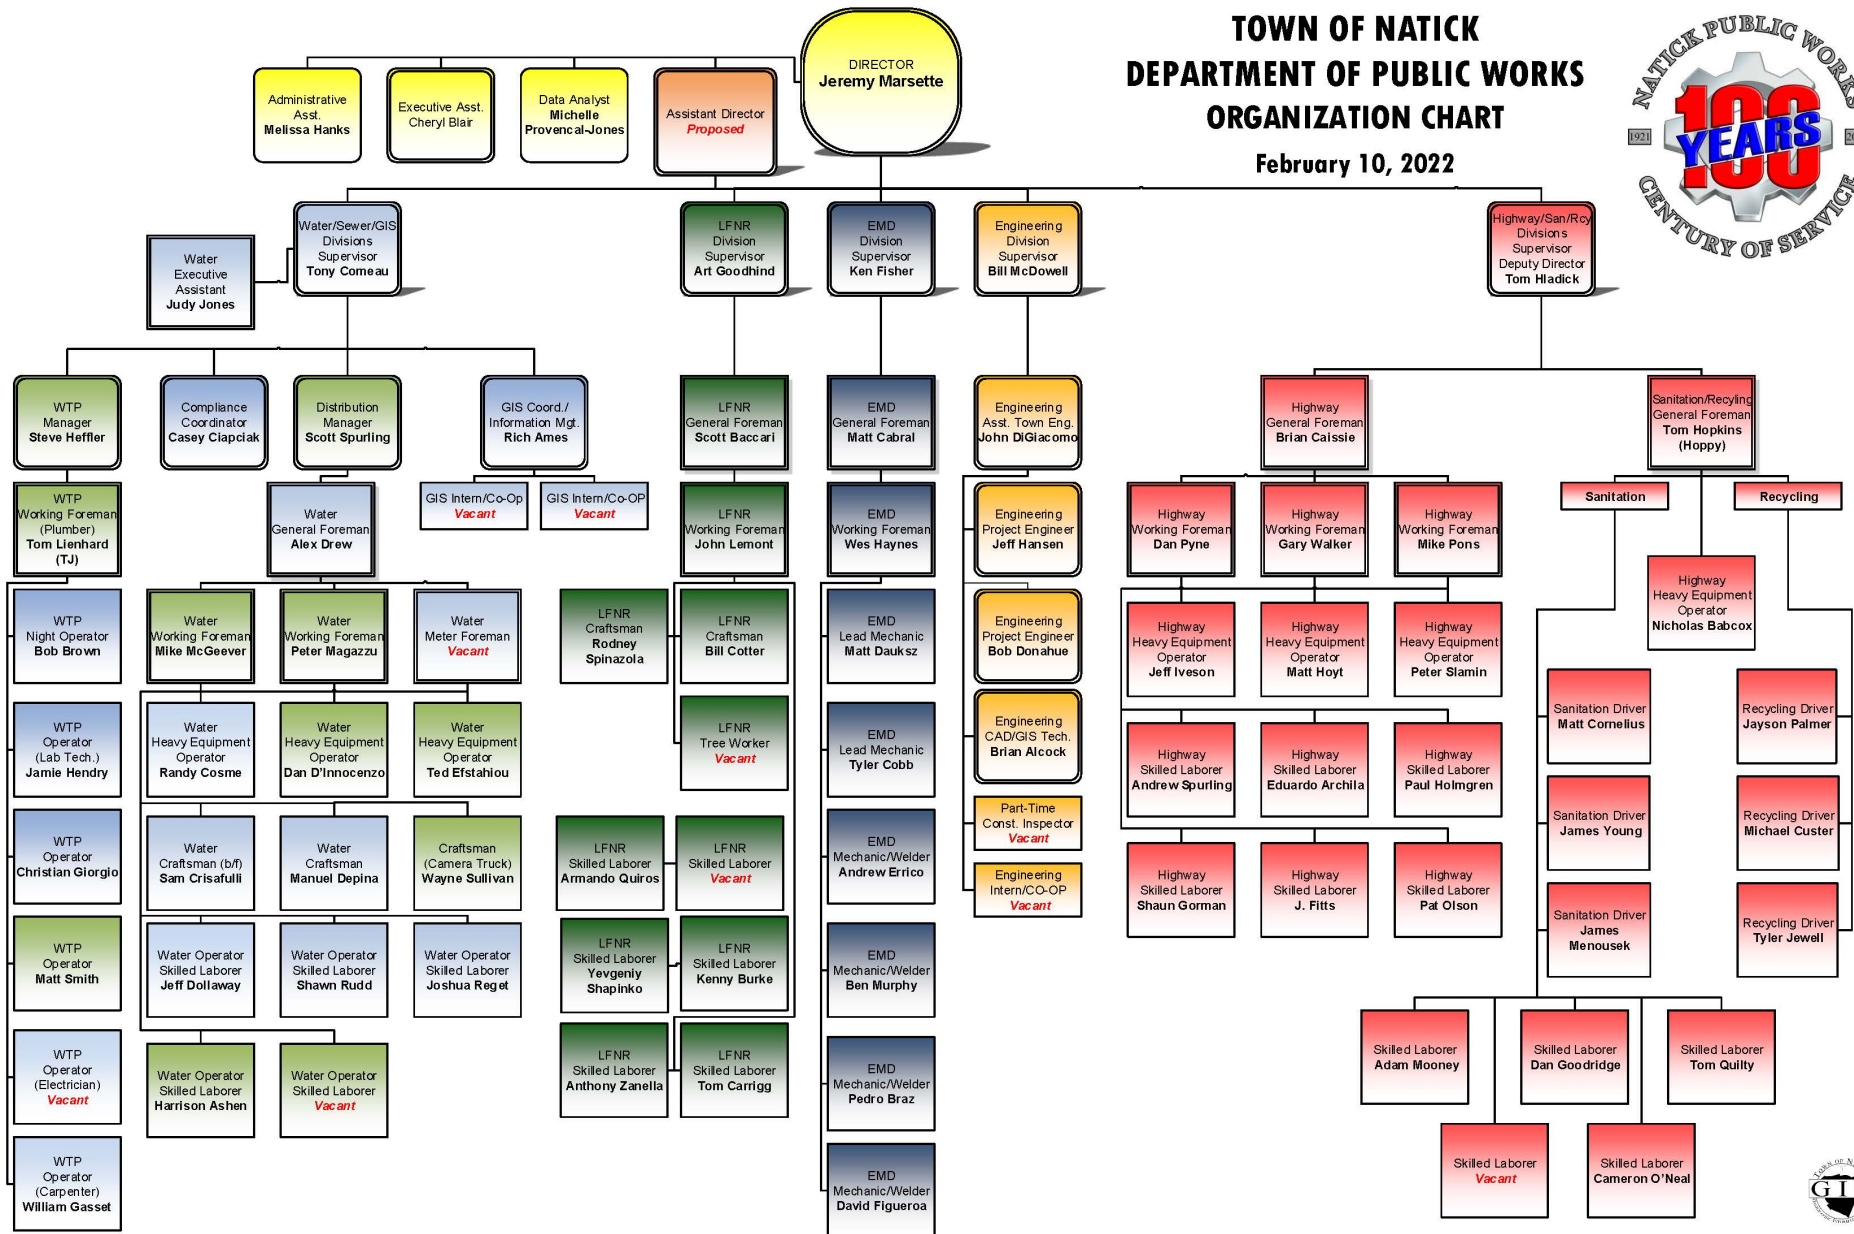 TOWN OF NATICK
DEPARTMENT OF PUBLIC WORKS
ORGANIZATION CHART
February 10, 2022
NATICK PUBLIC WORKS
1921
100
YEARS
CENTURY OF SERVICE
DIRECTOR
Jeremy Marsette
Administrative
Asst.
Melissa Hanks
Executive Asst.
Cheryl Blair
Data Analyst
Michelle
Provencal-Jones
Assistant Director
Proposed
Water/Sewer/GIS
Divisions
Supervisor
Tony Comeau
Water
Executive
Assistant
Judy Jones
LFNR
Division
Supervisor
Art Goodhind
EMD
Division
Supervisor
Ken Fisher
Engineering
Division
Supervisor
Bill McDowell
Highway/San/Rcy
Divisions
Supervisor
Deputy Director
Tom Hladick
WTP
Manager
Steve Heffler
Compliance
Coordinator
Casey Ciapciak
Distribution
Manager
Scott Spurling
GIS Coord./
Information Mgt.
Rich Ames
LFNR
General Foreman
Scott Baccari
EMD
General Foreman
Matt Cabral
Engineering
Asst. Town Eng.
John DiGiacomo
Highway
General Foreman
Brian Caissie
Sanitation/Recyling
General Foreman
Tom Hopkins
(Hoppy)
WTP
Working Foreman
(Plumber)
Tom Lienhard
(TJ)
Water
General Foreman
Alex Drew
GIS Intern/Co-Op
Vacant
GIS Intern/Co-OP
Vacant
LFNR
Working Foreman
John Lemont
EMD
Working Foreman
Wes Haynes
Engineering
Project Engineer
Jeff Hansen
Highway
Working Foreman
Dan Pyne
Highway
Working Foreman
Gary Walker
Highway
Working Foreman
Mike Pons
Sanitation
Recycling
Highway
Heavy Equipment
Operator
Nicholas Babcox
WTP
Night Operator
Bob Brown
Water
Working Foreman
Mike McGeever
Water
Working Foreman
Peter Magazzu
Water
Meter Foreman
Vacant
LFNR
Craftsman
Rodney
Spinazola
LFNR
Craftsman
Bill Cotter
EMD
Lead Mechanic
Matt Dauksz
Engineering
Project Engineer
Bob Donahue
Highway
Heavy Equipment
Operator
Jeff Iveson
Highway
Heavy Equipment
Operator
Matt Hoyt
Highway
Heavy Equipment
Operator
Peter Slamin
Sanitation Driver
Matt Cornelius
Recycling Driver
Jayson Palmer
WTP
Operator
(Lab Tech.)
Jamie Hendry
Water
Heavy Equipment
Operator
Randy Cosme
Water
Heavy Equipment
Operator
Dan D'Innocenzo
Water
Heavy Equipment
Operator
Ted Efstahiou
LFNR
Tree Worker
Vacant
EMD
Lead Mechanic
Tyler Cobb
Engineering
CAD/GIS Tech.
Brian Alcock
Highway
Skilled Laborer
Andrew Spurling
Highway
Skilled Laborer
Eduardo Archila
Highway
Skilled Laborer
Paul Holmgren
Sanitation Driver
James Young
Recycling Driver
Michael Custer
WTP
Operator
Christian Giorgio
Water
Craftsman (b/f)
Sam Crisafulli
Water
Craftsman
Manuel Depina
Craftsman
(Camera Truck)
Wayne Sullivan
LFNR
Skilled Laborer
Armando Quiros
LFNR
Skilled Laborer
Vacant
EMD
Mechanic/Welder
Andrew Errico
Part-Time
Const. Inspector
Vacant
Engineering
Intern/CO-OP
Vacant
Highway
Skilled Laborer
Shaun Gorman
Highway
Skilled Laborer
J. Fitts
Highway
Skilled Laborer
Pat Olson
Sanitation Driver
James
Menousek
Recycling Driver
Tyler Jewell
WTP
Operator
Matt Smith
Water Operator
Skilled Laborer
Jeff Dollaway
Water Operator
Skilled Laborer
Shawn Rudd
Water Operator
Skilled Laborer
Joshua Reget
LFNR
Skilled Laborer
Yevgeniy
Shapinko
LFNR
Skilled Laborer
Kenny Burke
EMD
Mechanic/Welder
Ben Murphy
WTP
Operator
(Electrician)
Vacant
Water Operator
Skilled Laborer
Harrison Ashen
Water Operator
Skilled Laborer
Vacant
LFNR
Skilled Laborer
Anthony Zanella
LFNR
Skilled Laborer
Tom Carrigg
EMD
Mechanic/Welder
Pedro Braz
Skilled Laborer
Adam Mooney
Skilled Laborer
Dan Goodridge
Skilled Laborer
Tom Quilty
WTP
Operator
(Carpenter)
William Gasset
EMD
Mechanic/Welder
David Figueroa
Skilled Laborer
Vacant
Skilled Laborer
Cameron O'Neal